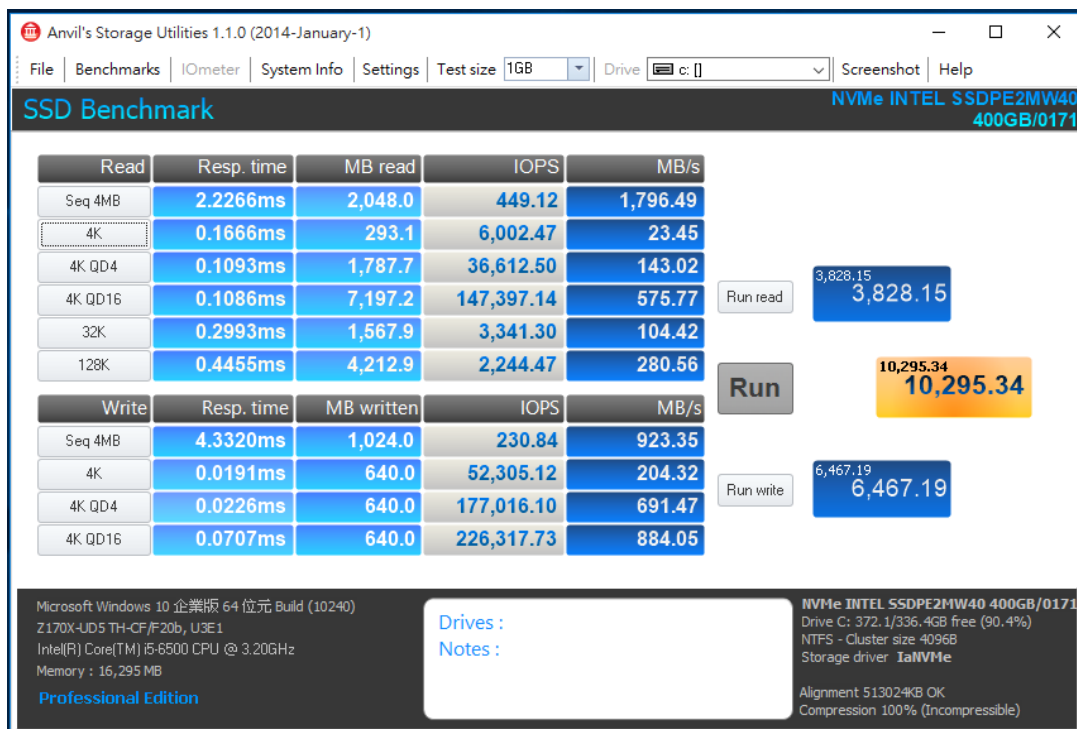 Anvil's Storage Utilities 1.1.0 (2014-January-1)
File Benchmarks IOmeter System Info Settings Test size 1GB Drive c: [] Screenshot Help
SSD Benchmark
NVMe INTEL SSDPE2MW40
400GB/0171
Read Resp. time MB read IOPS MB/s
Seq 4MB 2.2266ms 2,048.0 449.12 1,796.49
4K 0.1666ms 293.1 6,002.47 23.45
4K QD4 0.1093ms 1,787.7 36,612.50 143.02
4K QD16 0.1086ms 7,197.2 147,397.14 575.77
32K 0.2993ms 1,567.9 3,341.30 104.42
128K 0.4455ms 4,212.9 2,244.47 280.56
Run read
3,828.15
3,828.15
Run
10,295.34
10,295.34
Write Resp. time MB written IOPS MB/s
Seq 4MB 4.3320ms 1,024.0 230.84 923.35
4K 0.0191ms 640.0 52,305.12 204.32
4K QD4 0.0226ms 640.0 177,016.10 691.47
4K QD16 0.0707ms 640.0 226,317.73 884.05
Run write
6,467.19
6,467.19
Microsoft Windows 10 企業版 64 位元 Build (10240)
Z170X-UD5 TH-CF/F20b, U3E1
Intel(R) Core(TM) i5-6500 CPU @ 3.20GHz
Memory : 16,295 MB
Professional Edition
Drives :
Notes :
NVMe INTEL SSDPE2MW40 400GB/0171
Drive C: 372.1/336.4GB free (90.4%)
NTFS - Cluster size 4096B
Storage driver IaNVMe
Alignment 513024KB OK
Compression 100% (Incompressible)